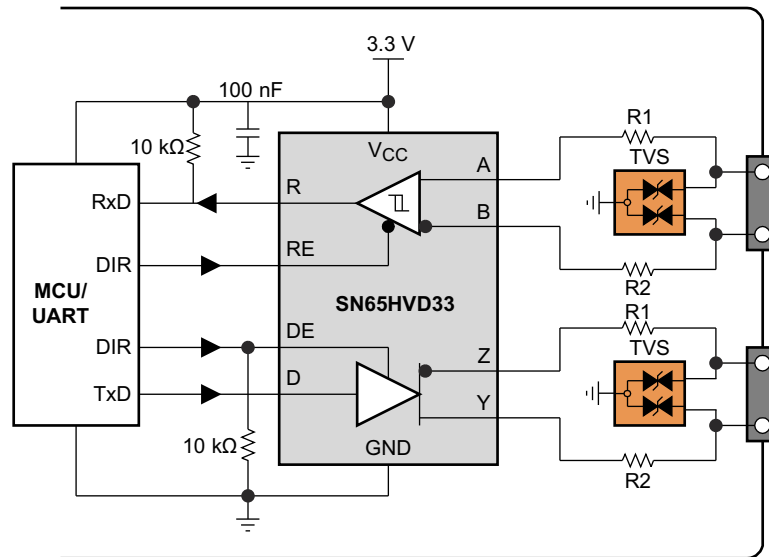 3.3 V
100 nF
10 kΩ
V_CC
R1
TVS
A
R
RxD
B
DIR
RE
R2
MCU/
UART
SN65HVD33
R1
DE
Z
TVS
DIR
D
TxD
Y
10 kΩ
GND
R2